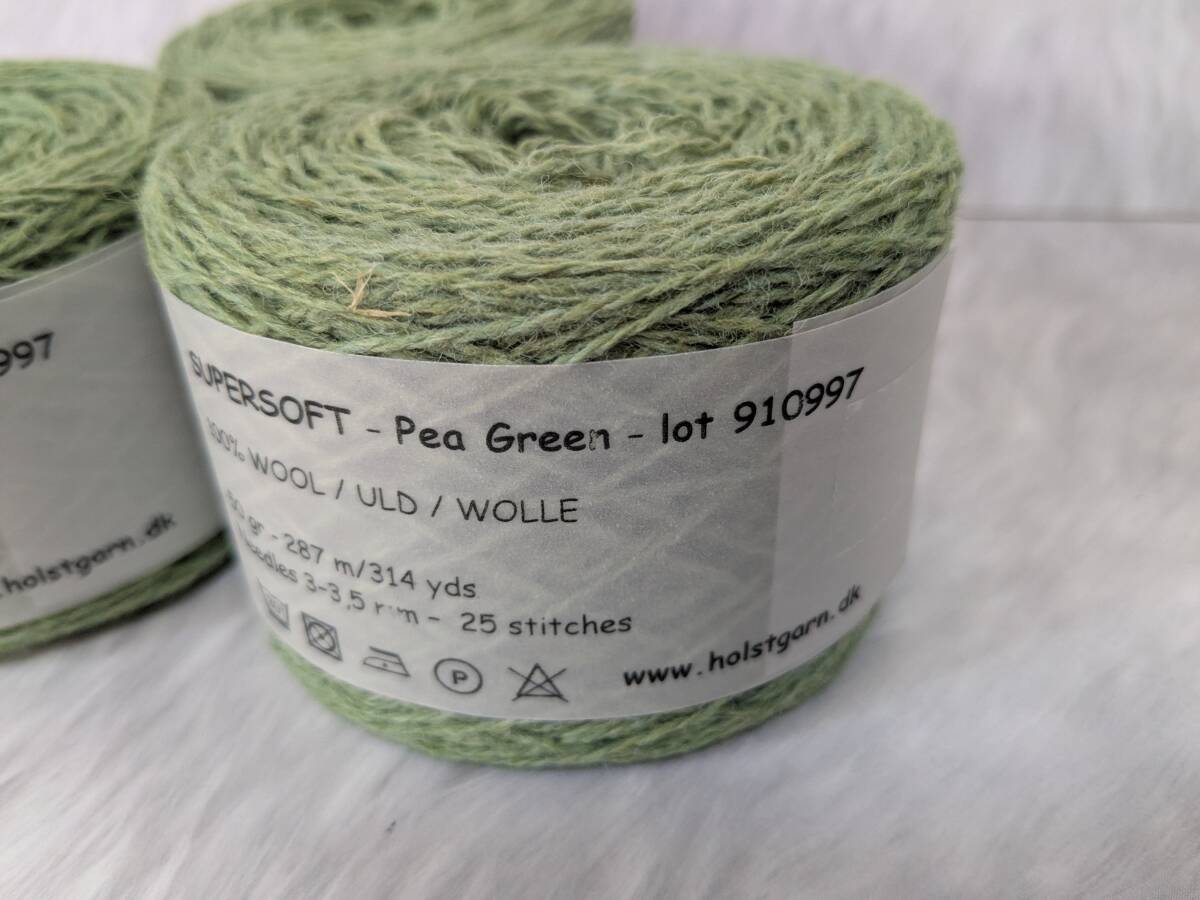 997
.holstgarn.dk
SUPERSOFT - Pea Green - lot 910997
100% WOOL / ULD / WOLLE
50 gr - 287 m/314 yds
Needles 3-3,5 mm - 25 stitches
P
www.holstgarn.dk